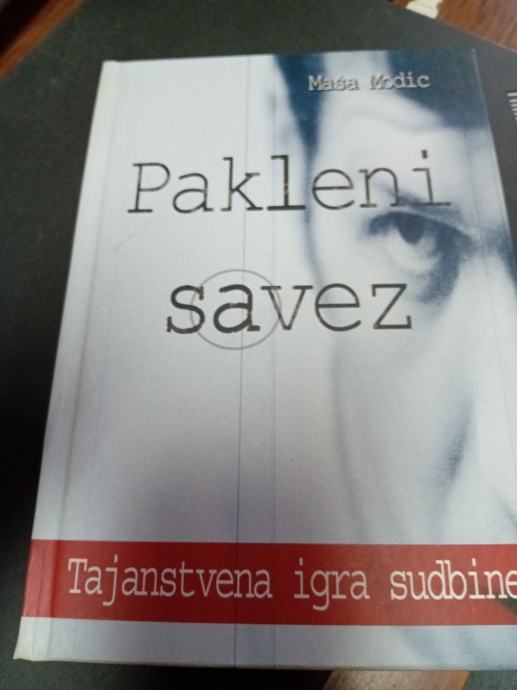 Maša Modic
Pakleni
savez
Tajanstvena igra sudbine